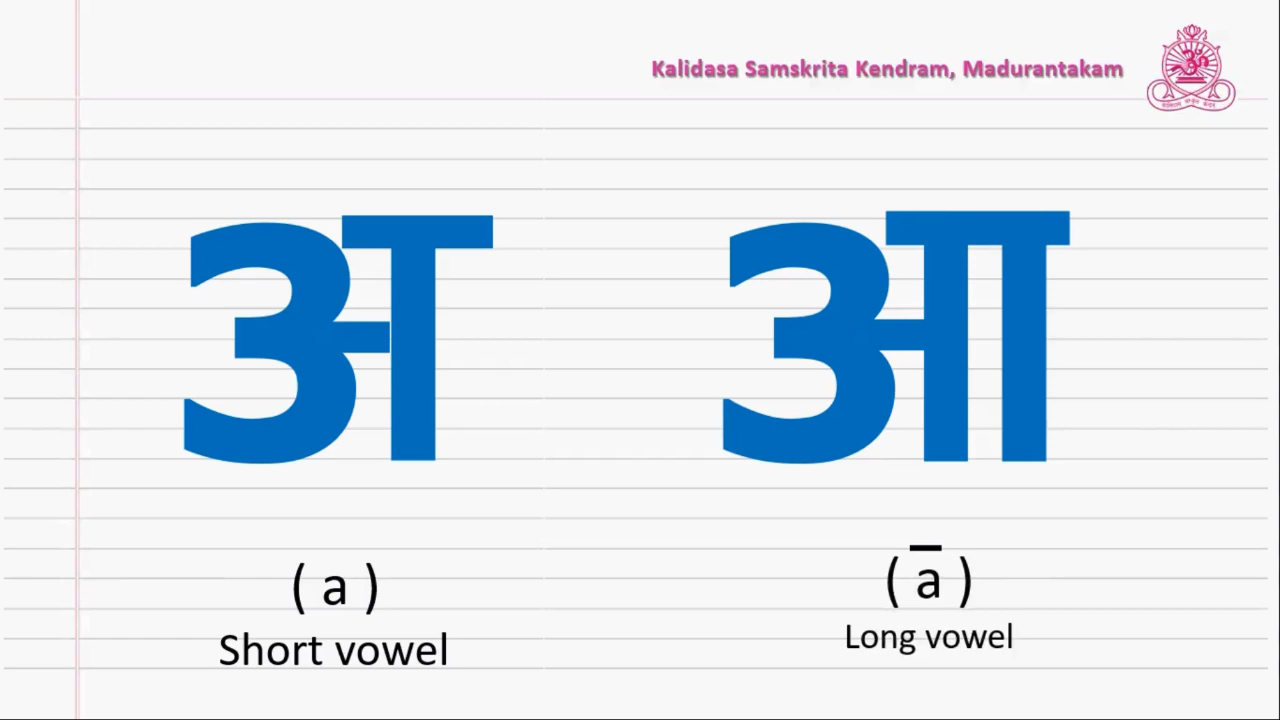 Kalidasa Samskrita Kendram, Madurantakam
अ आ
( a ) ( ā )
Short vowel Long vowel